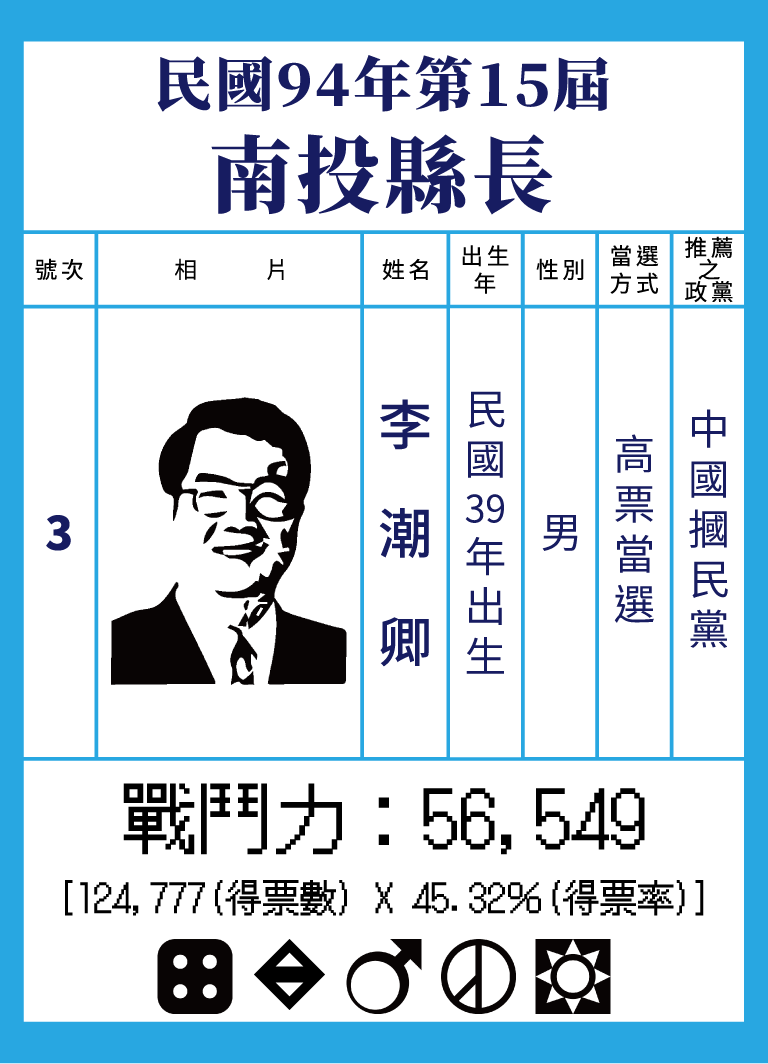 民國94年第15屆
南投縣長
號次
相片
姓名
出生
年
性別
當選
方式
推薦
之
政黨
3
李潮卿
民國39年出生
男
高票當選
中國摑民黨
戰鬥力：56,549
[124,777(得票數) X 45.32%(得票率)]